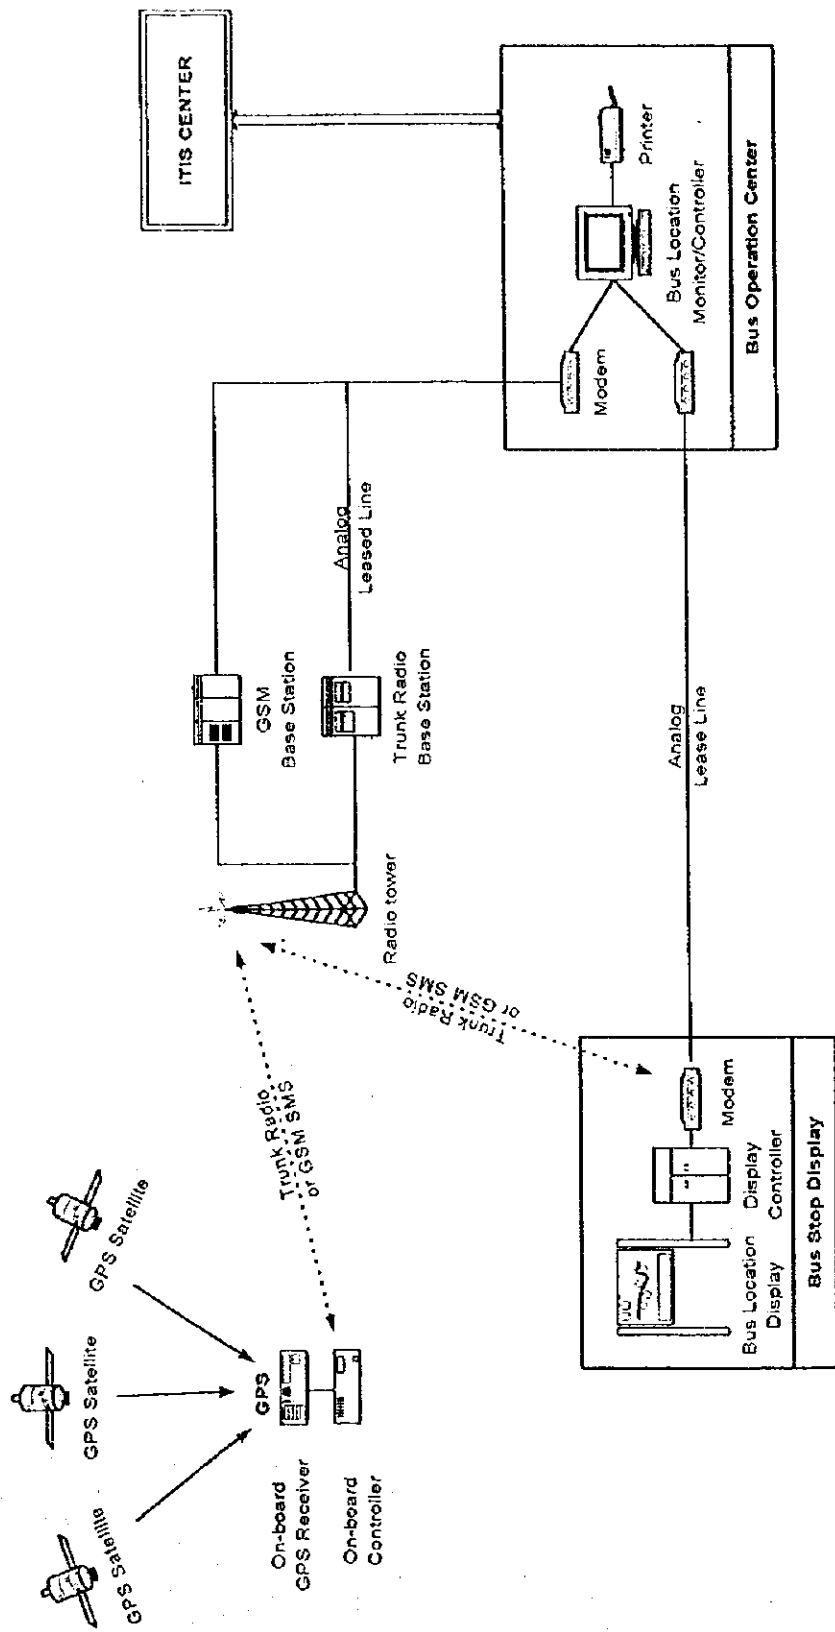 GPS Satellite
GPS Satellite
GPS Satellite
GPS
On-board
GPS Receiver
On-board
Controller
Trunk Radio
or GSM SMS
Trunk Radio
or GSM SMS
Radio tower
GSM
Base Station
Trunk Radio
Base Station
Analog
Leased Line
ITIS CENTER
Modem
Bus Location
Monitor/Controller
Printer
Bus Operation Center
Analog
Lease Line
Bus Location
Display
Display
Controller
Modem
Bus Stop Display